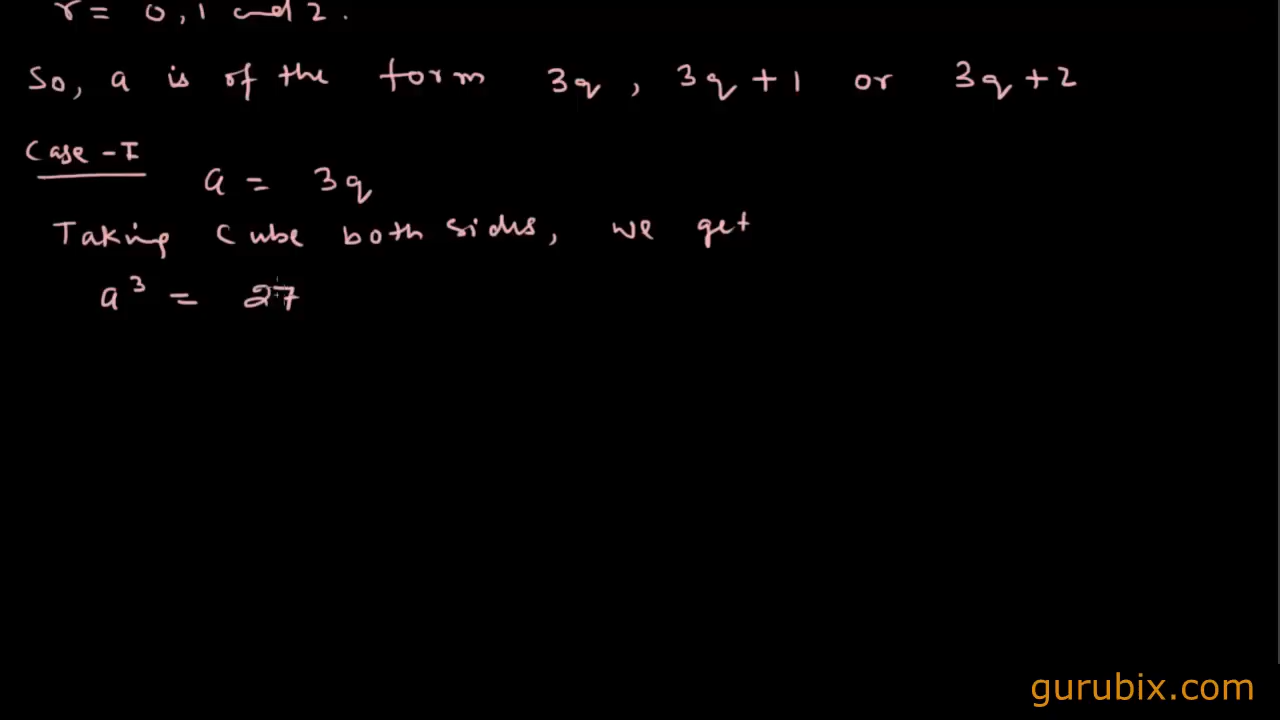 r = 0, 1 and 2.
So, a is of the form 3q, 3q + 1 or 3q + 2
Case - I
a = 3q
Taking Cube both sides, we get
a³ = 27
gurubix.com